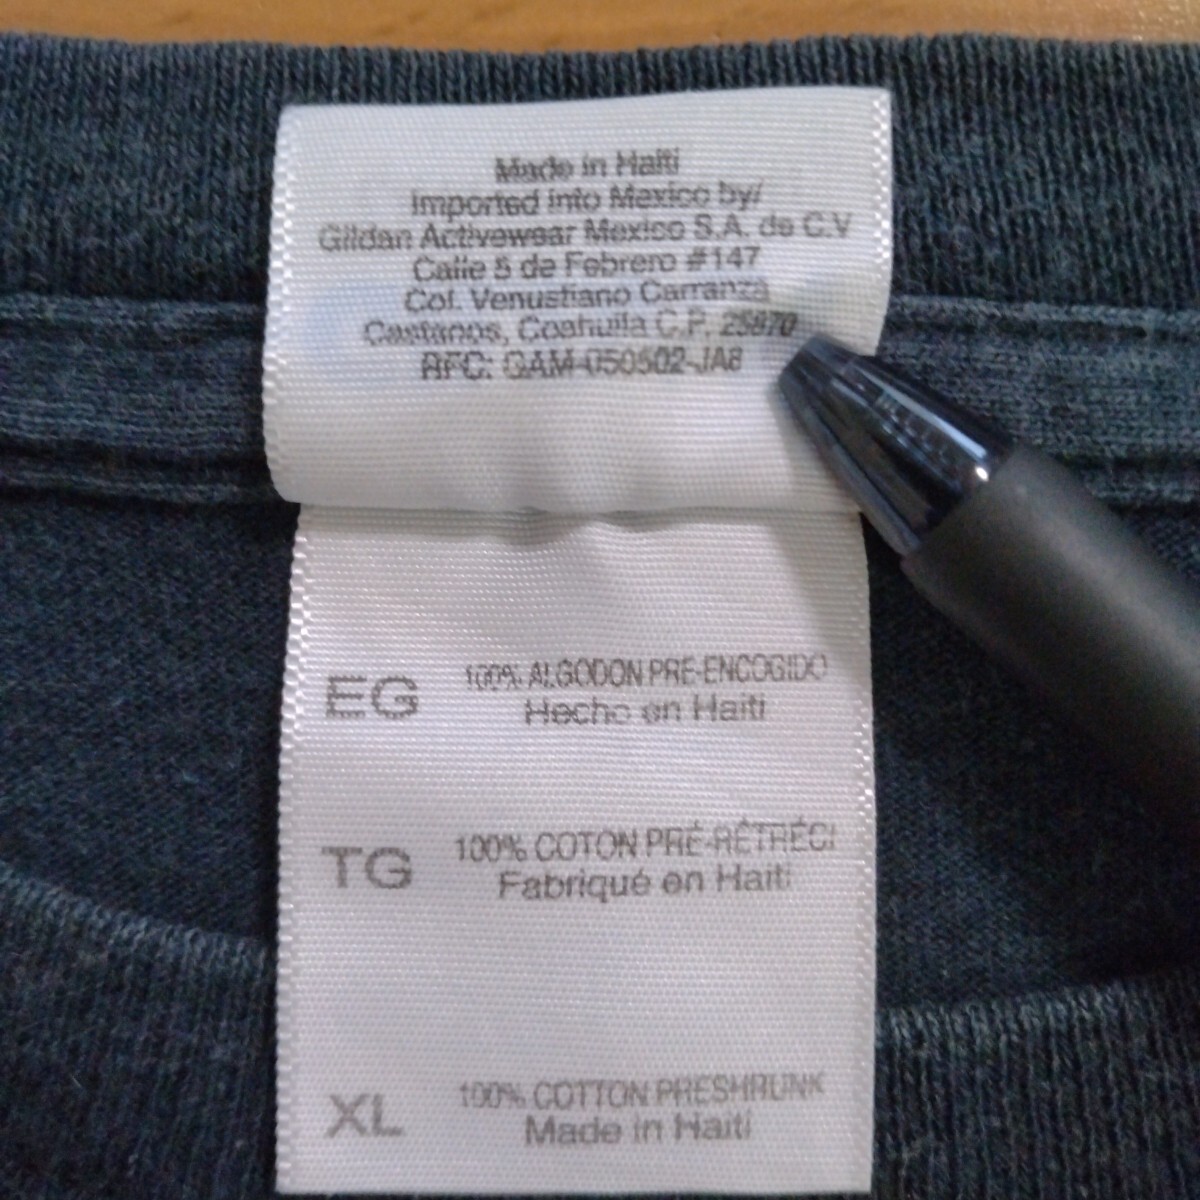 Made in Haiti
Imported into Mexico by/
Gildan Activewear Mexico S.A. de C.V
Calle 5 de Febrero #147
Col. Venustiano Carranza
Castanos, Coahuila C.P. 25870
RFC: GAM-050502-JA8
EG
100% ALGODON PRE-ENCOGIDO
Hecho en Haiti
TG
100% COTON PRÉ-RÉTRÉCI
Fabriqué en Haiti
XL
100% COTTON PRESHRUNK
Made in Haiti